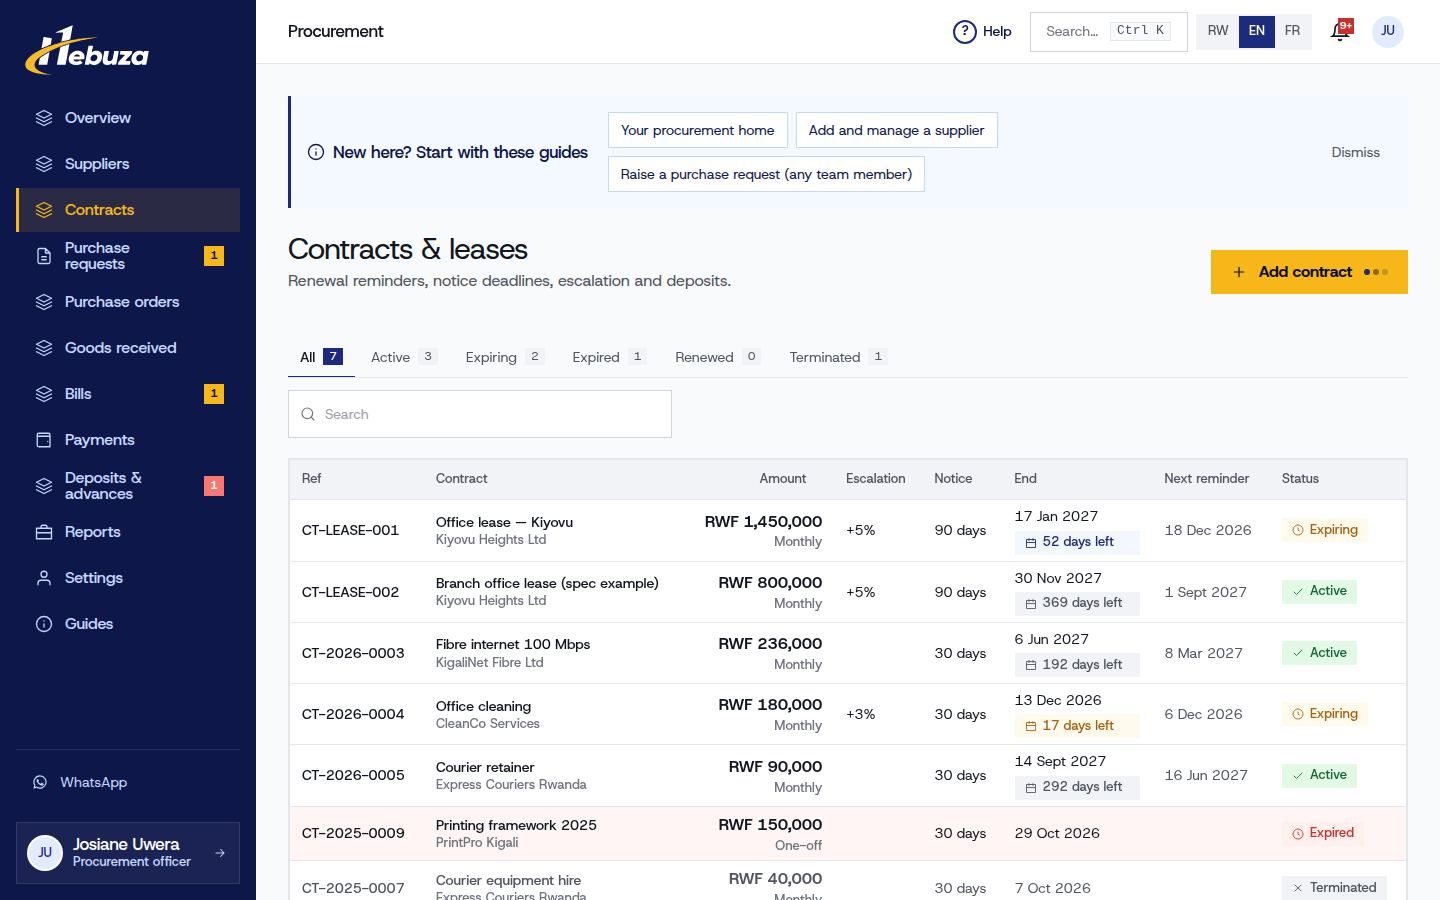 Hebuza
Overview
Suppliers
Contracts
Purchase requests 1
Purchase orders
Goods received
Bills 1
Payments
Deposits & advances 1
Reports
Settings
Guides
WhatsApp
JU
Josiane Uwera
Procurement officer
Procurement
? Help
Search... Ctrl K
RW EN FR
9+
JU
New here? Start with these guides
Your procurement home
Add and manage a supplier
Raise a purchase request (any team member)
Dismiss
Contracts & leases
Renewal reminders, notice deadlines, escalation and deposits.
+ Add contract
All 7 Active 3 Expiring 2 Expired 1 Renewed 0 Terminated 1
Search
Ref Contract Amount Escalation Notice End Next reminder Status
CT-LEASE-001 Office lease — Kiyovu RWF 1,450,000 +5% 90 days 17 Jan 2027 18 Dec 2026 Expiring
Kiyovu Heights Ltd Monthly 52 days left
CT-LEASE-002 Branch office lease (spec example) RWF 800,000 +5% 90 days 30 Nov 2027 1 Sept 2027 Active
Kiyovu Heights Ltd Monthly 369 days left
CT-2026-0003 Fibre internet 100 Mbps RWF 236,000 30 days 6 Jun 2027 8 Mar 2027 Active
KigaliNet Fibre Ltd Monthly 192 days left
CT-2026-0004 Office cleaning RWF 180,000 +3% 30 days 13 Dec 2026 6 Dec 2026 Expiring
CleanCo Services Monthly 17 days left
CT-2026-0005 Courier retainer RWF 90,000 30 days 14 Sept 2027 16 Jun 2027 Active
Express Couriers Rwanda Monthly 292 days left
CT-2025-0009 Printing framework 2025 RWF 150,000 30 days 29 Oct 2026 Expired
PrintPro Kigali One-off
CT-2025-0007 Courier equipment hire RWF 40,000 30 days 7 Oct 2026 Terminated
Express Couriers Rwanda Monthly